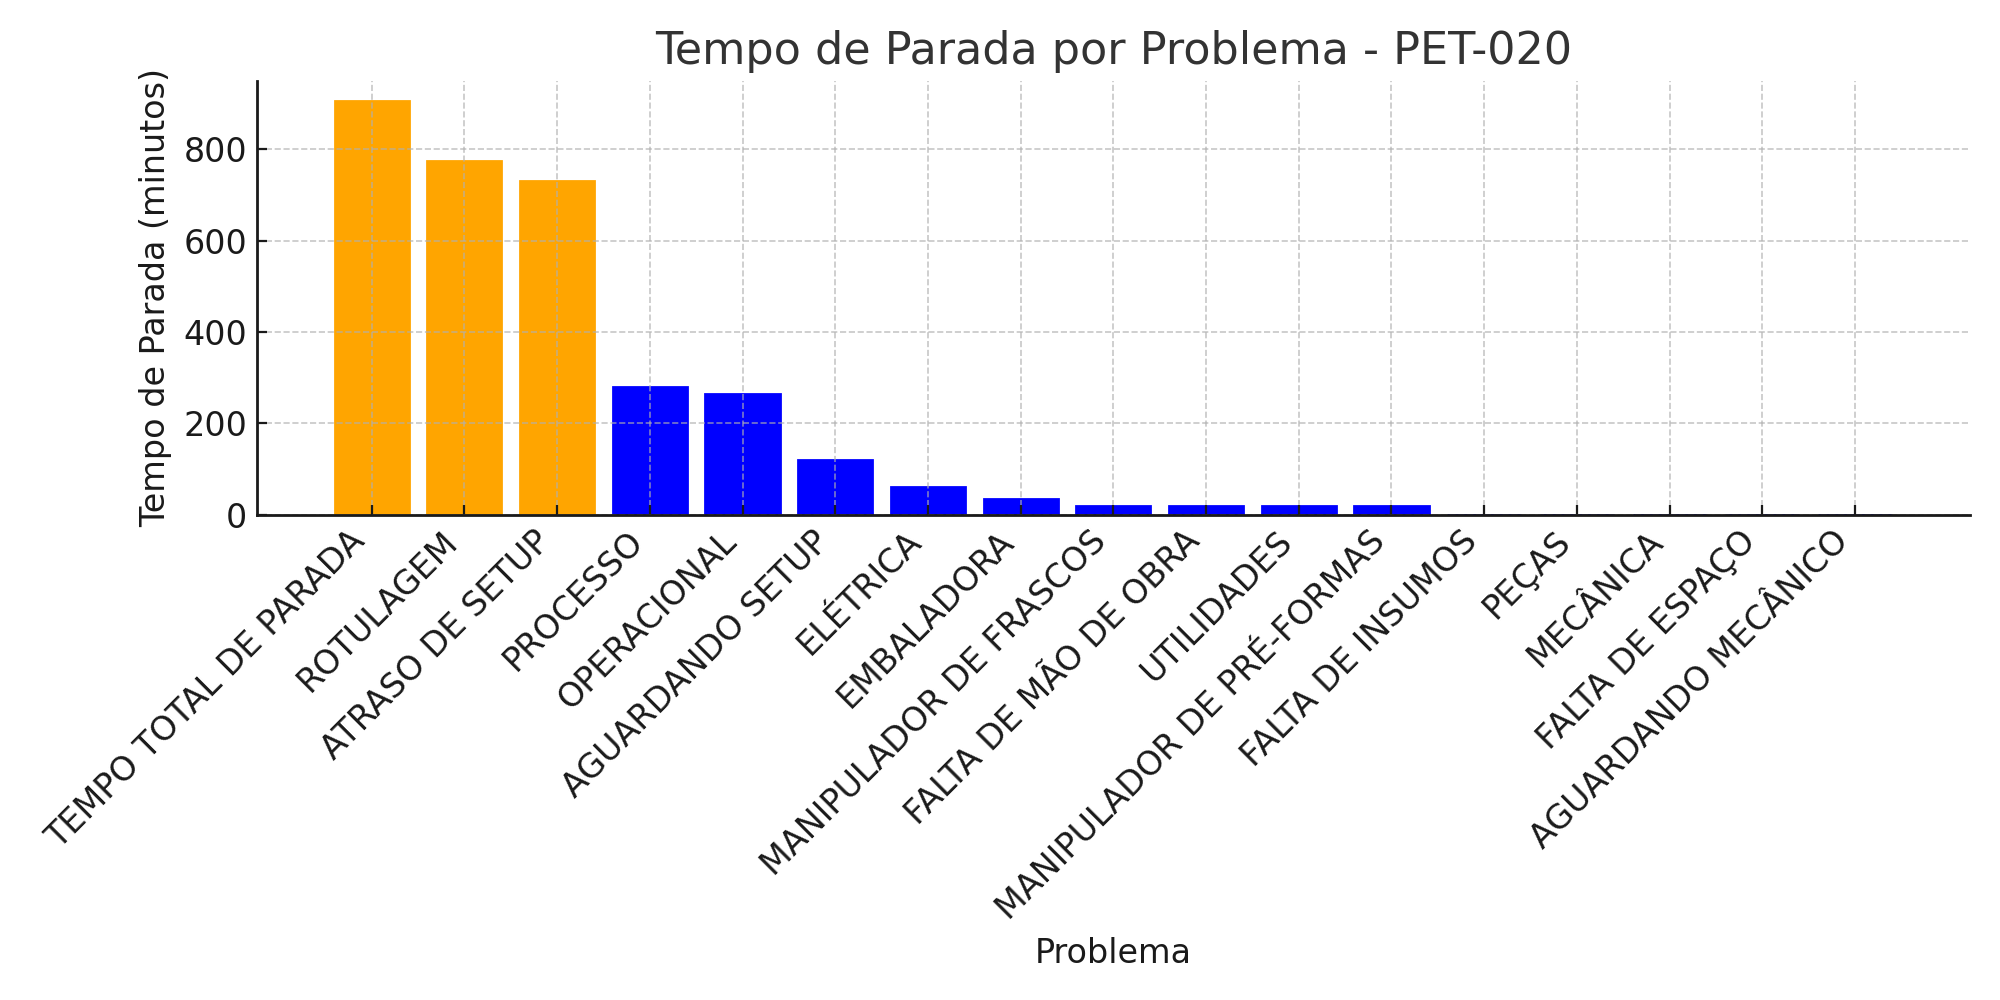 Tempo de Parada por Problema - PET-020
Tempo de Parada (minutos)
800
600
400
200
0
TEMPO TOTAL DE PARADA
ROTULAGEM
ATRASO DE SETUP
PROCESSO
OPERACIONAL
AGUARDANDO SETUP
ELÉTRICA
EMBALADORA
MANIPULADOR DE FRASCOS
FALTA DE MÃO DE OBRA
UTILIDADES
MANIPULADOR DE PRÉ-FORMAS
FALTA DE INSUMOS
PEÇAS
MECÂNICA
FALTA DE ESPAÇO
AGUARDANDO MECÂNICO
Problema